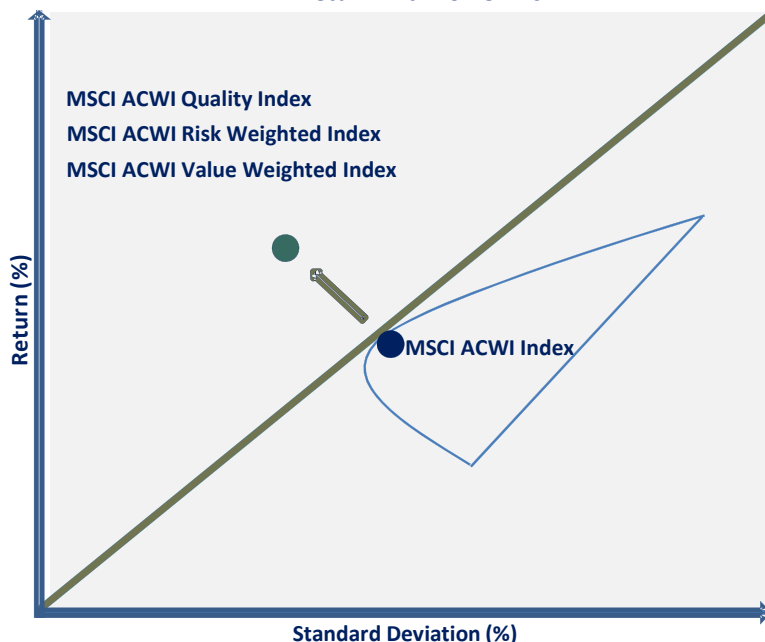 MSCI ACWI Quality Index
MSCI ACWI Risk Weighted Index
MSCI ACWI Value Weighted Index
Return (%)
MSCI ACWI Index
Standard Deviation (%)